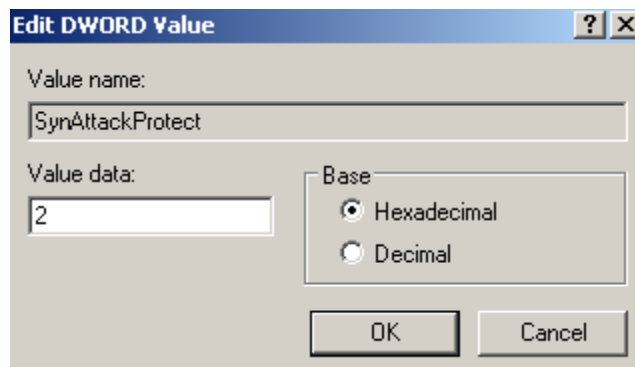 Edit DWORD Value
Value name:
SynAttackProtect
Value data:
2
Base
Hexadecimal
Decimal
OK
Cancel